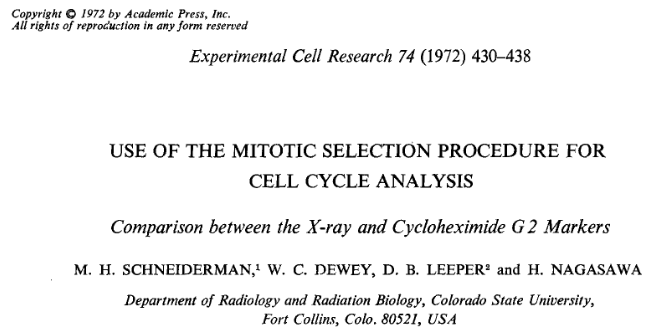 Copyright © 1972 by Academic Press, Inc.
All rights of reproduction in any form reserved
Experimental Cell Research 74 (1972) 430–438
USE OF THE MITOTIC SELECTION PROCEDURE FOR
CELL CYCLE ANALYSIS
Comparison between the X-ray and Cycloheximide G2 Markers
M. H. SCHNEIDERMAN,¹ W. C. DEWEY, D. B. LEEPER² and H. NAGASAWA
Department of Radiology and Radiation Biology, Colorado State University,
Fort Collins, Colo. 80521, USA